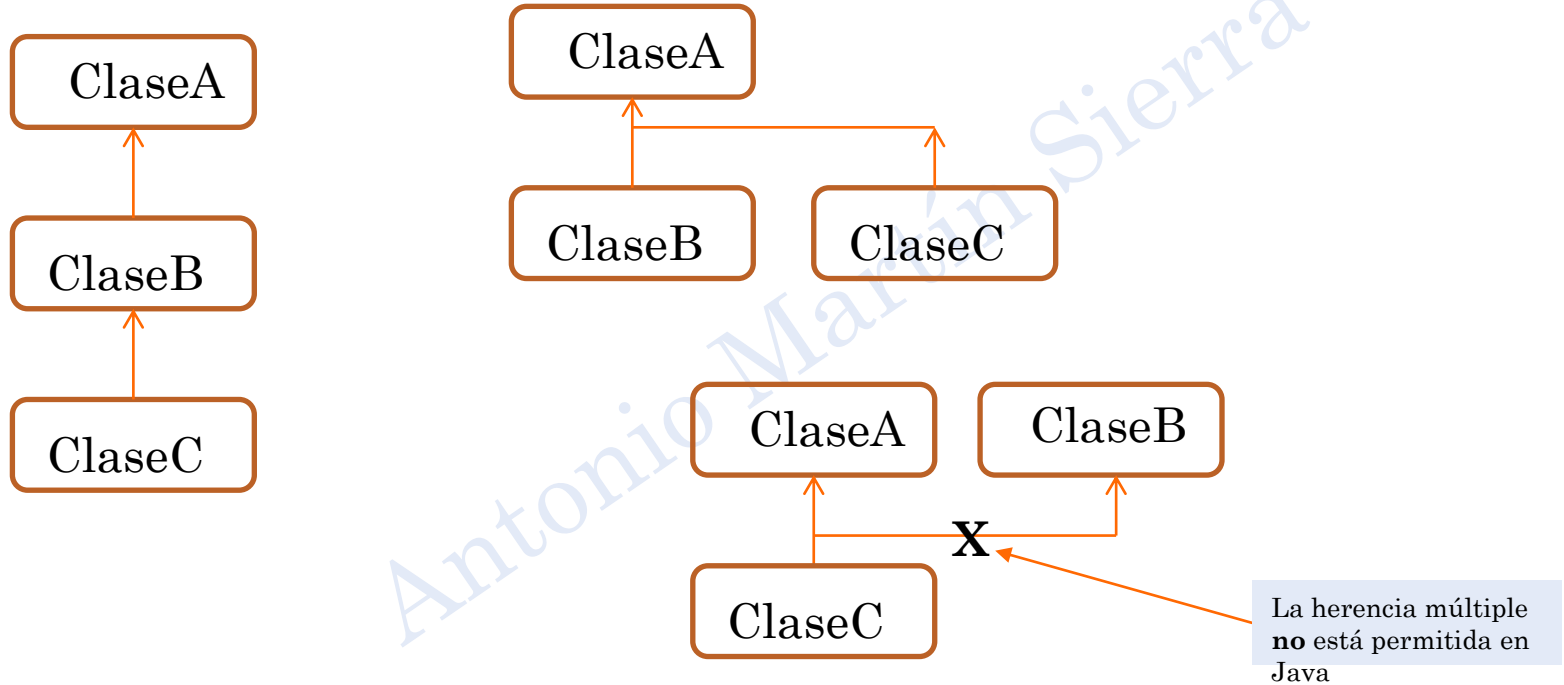 ClaseA
ClaseB
ClaseC
ClaseA
ClaseB
ClaseC
ClaseA
ClaseB
X
ClaseC
La herencia múltiple
no está permitida en
Java
Antonio Martín Sierra